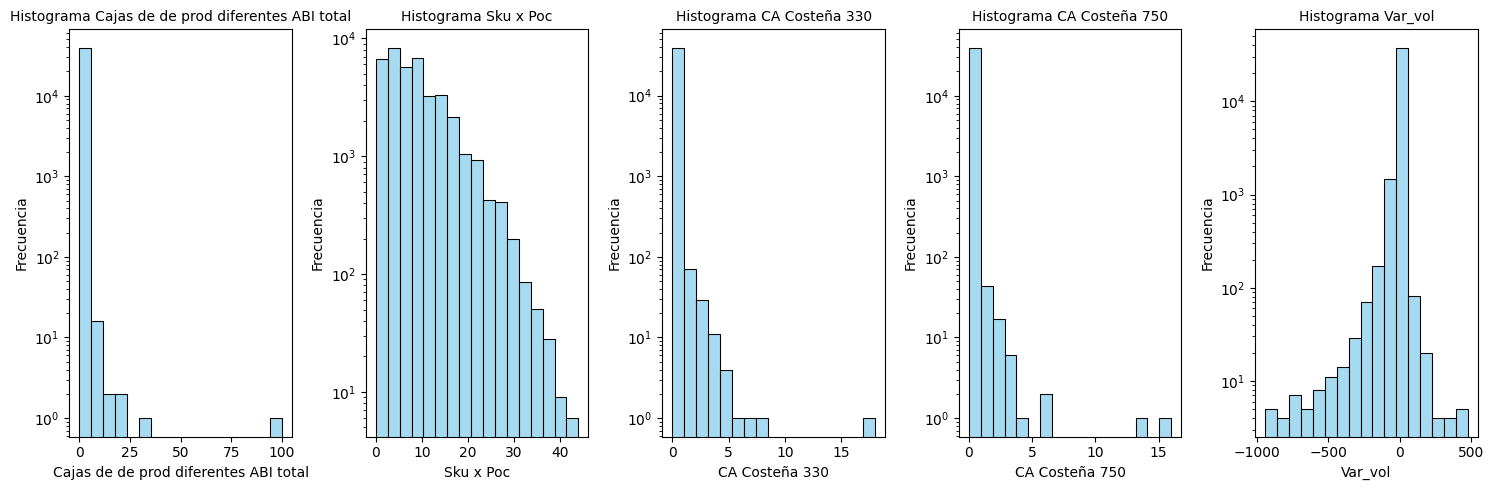 Histograma Cajas de de prod diferentes ABI total
Frecuencia
10^4
10^3
10^2
10^1
10^0
0 25 50 75 100
Cajas de de prod diferentes ABI total
Histograma Sku x Poc
Frecuencia
10^4
10^3
10^2
10^1
0 10 20 30 40
Sku x Poc
Histograma CA Costeña 330
Frecuencia
10^4
10^3
10^2
10^1
10^0
0 5 10 15
CA Costeña 330
Histograma CA Costeña 750
Frecuencia
10^4
10^3
10^2
10^1
10^0
0 5 10 15
CA Costeña 750
Histograma Var_vol
Frecuencia
10^4
10^3
10^2
10^1
−1000 −500 0 500
Var_vol